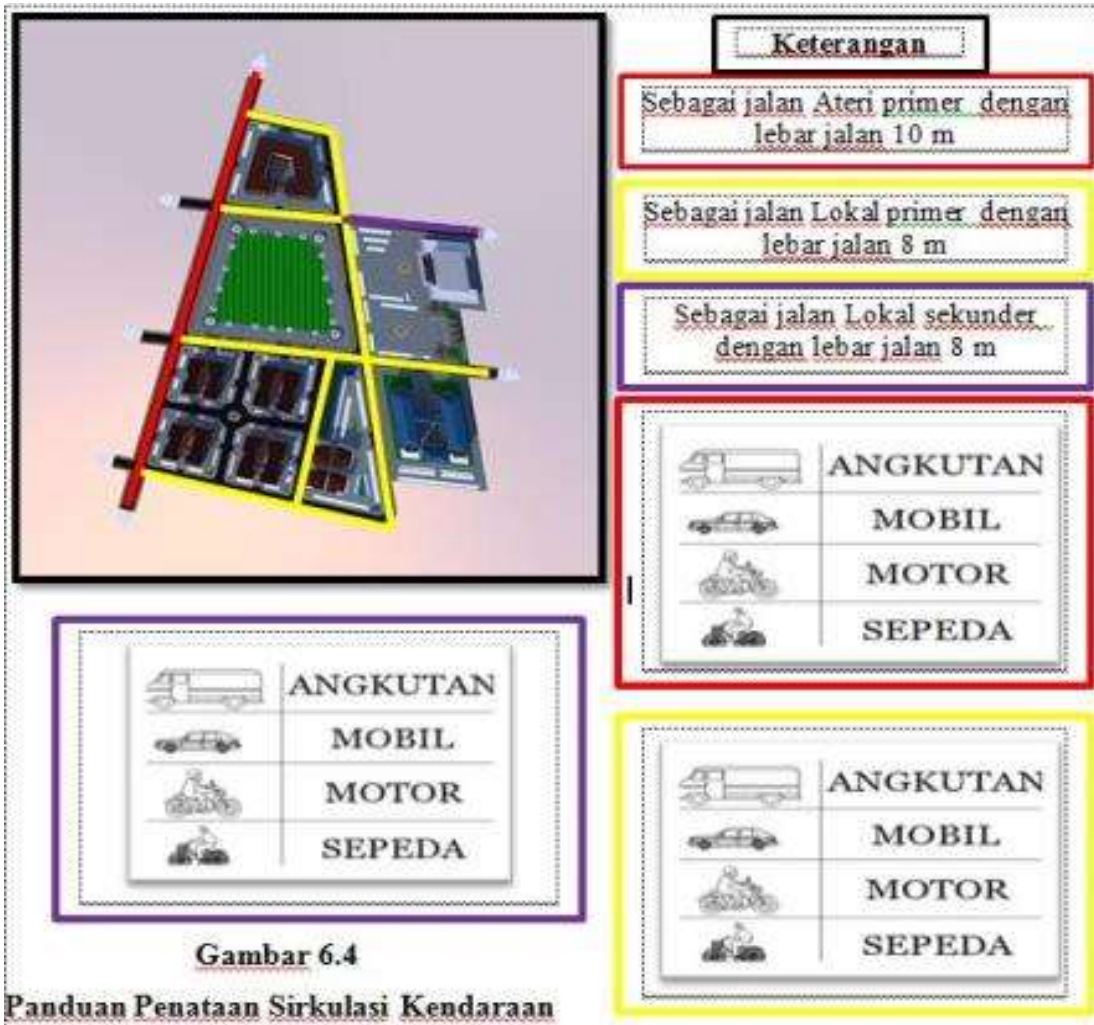 Keterangan
Sebagai jalan Ateri primer dengan
lebar jalan 10 m
Sebagai jalan Lokal primer dengan
lebar jalan 8 m
Sebagai jalan Lokal sekunder
dengan lebar jalan 8 m
ANGKUTAN
MOBIL
MOTOR
SEPEDA
ANGKUTAN
MOBIL
MOTOR
SEPEDA
ANGKUTAN
MOBIL
MOTOR
SEPEDA
Gambar 6.4
Panduan Penataan Sirkulasi Kendaraan